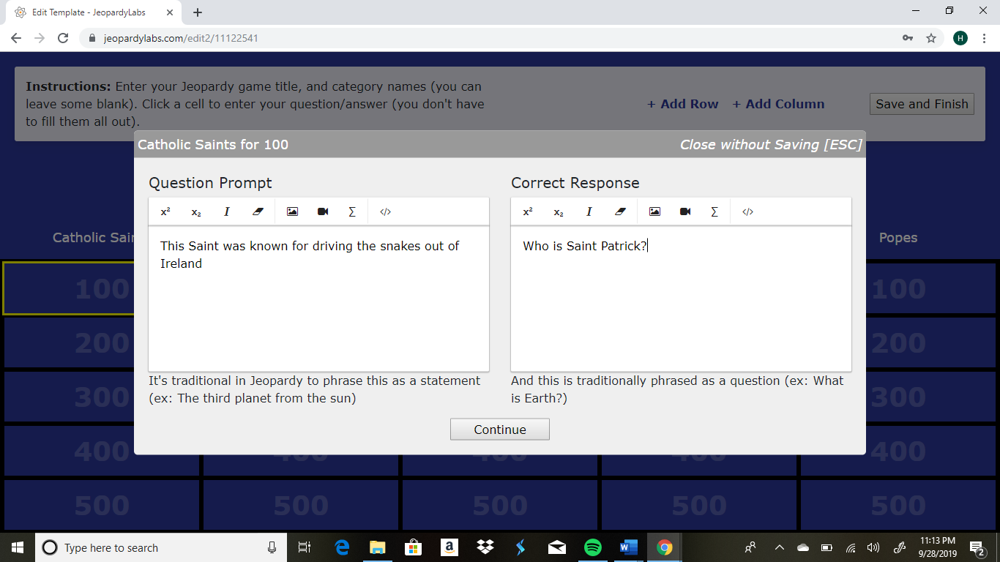 Edit Template - JeopardyLabs
jeopardylabs.com/edit2/11122541
H
Instructions: Enter your Jeopardy game title, and category names (you can
leave some blank). Click a cell to enter your question/answer (you don't have
to fill them all out).
+ Add Row + Add Column
Save and Finish
Catholic Saints for 100
Close without Saving [ESC]
Question Prompt
Correct Response
x² x₂ I Σ </>
x² x₂ I Σ </>
This Saint was known for driving the snakes out of
Ireland
Who is Saint Patrick?
It's traditional in Jeopardy to phrase this as a statement
(ex: The third planet from the sun)
And this is traditionally phrased as a question (ex: What
is Earth?)
Continue
Catholic Sain
Popes
100 100
200 200
300 300
400 400 400 400 400
500 500 500 500 500
Type here to search
11:13 PM
9/28/2019
2